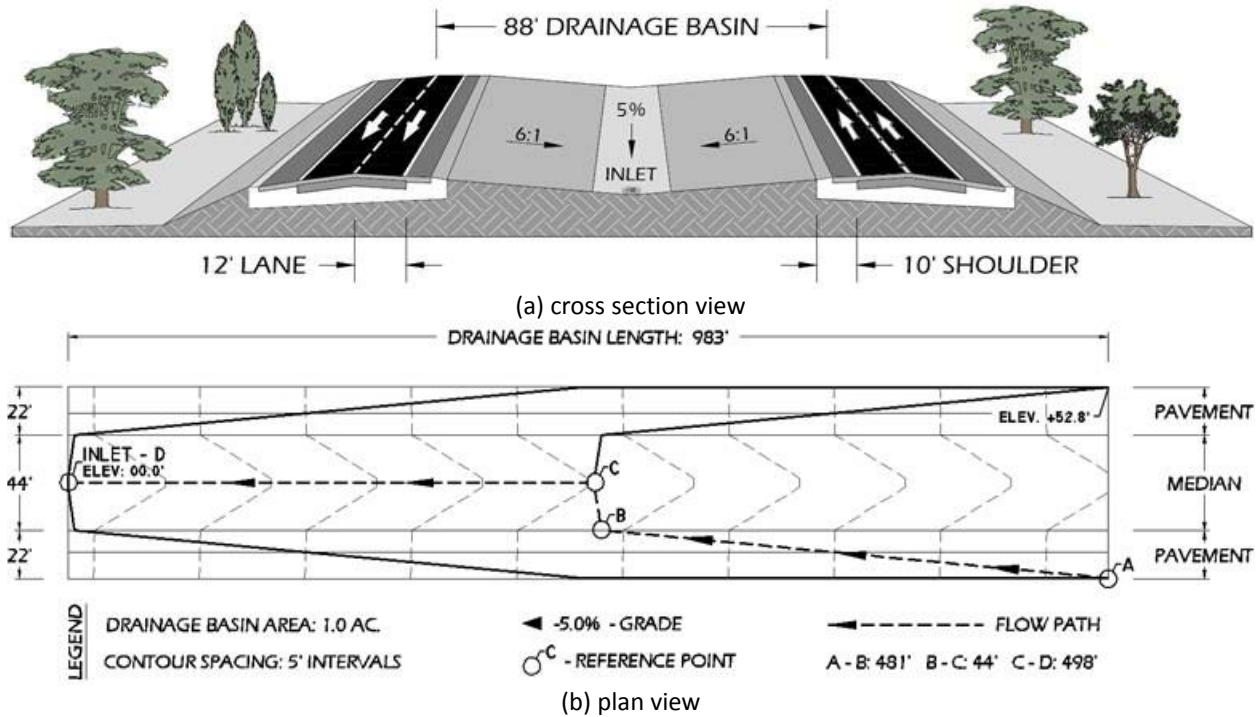 88' DRAINAGE BASIN
5%
6:1
6:1
INLET
12' LANE
10' SHOULDER
(a) cross section view
DRAINAGE BASIN LENGTH: 983'
22'
ELEV. +52.8'
PAVEMENT
INLET - D
ELEV: 00.0'
44'
C
MEDIAN
B
22'
PAVEMENT
A
LEGEND
DRAINAGE BASIN AREA: 1.0 AC.
-5.0% - GRADE
FLOW PATH
CONTOUR SPACING: 5' INTERVALS
C - REFERENCE POINT
A - B: 481' B - C: 44' C - D: 498'
(b) plan view